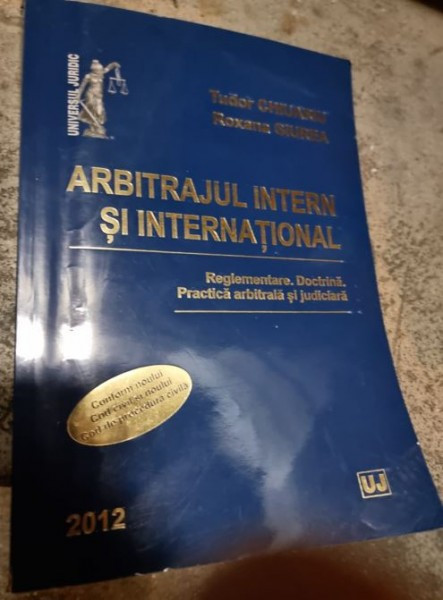 UNIVERSUL JURIDIC
Tudor
Roxana
ARBITRAJUL INTERN
ȘI INTERNAȚIONAL
Reglementare. Doctrină.
Practică arbitrală și judiciară
Conform noului
Cod civil și noului
Cod de procedură civilă
2012
UJ